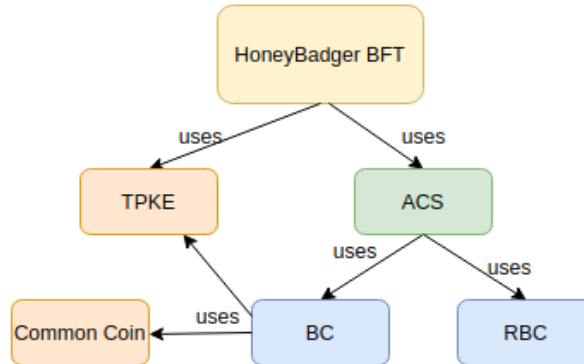 HoneyBadger BFT
uses
uses
TPKE
ACS
uses
uses
uses
Common Coin
BC
RBC